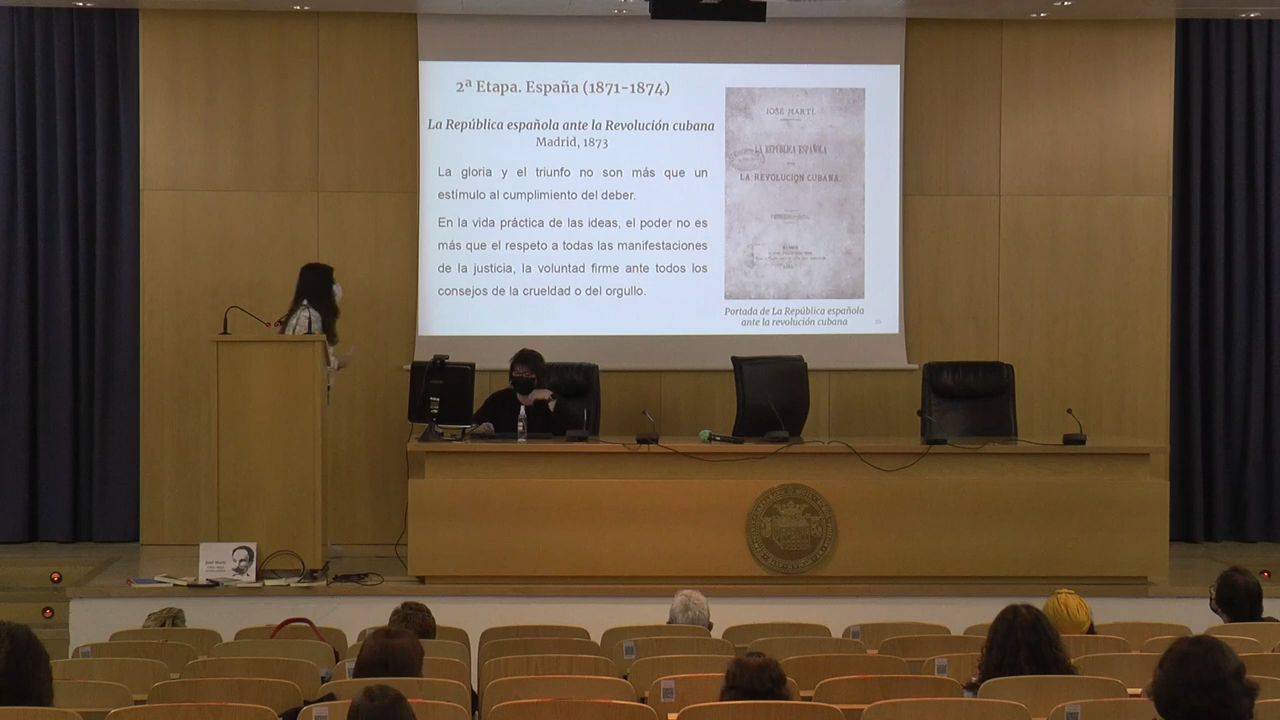 2ª Etapa. España (1871-1874)
La República española ante la Revolución cubana
Madrid, 1873
La gloria y el triunfo no son más que un
estímulo al cumplimiento del deber.
En la vida práctica de las ideas, el poder no es
más que el respeto a todas las manifestaciones
de la justicia, la voluntad firme ante todos los
consejos de la crueldad o del orgullo.
JOSÉ MARTÍ.
LA REPÚBLICA ESPAÑOLA
LA REVOLUCIÓN CUBANA.
Portada de La República española
ante la revolución cubana
José Martí